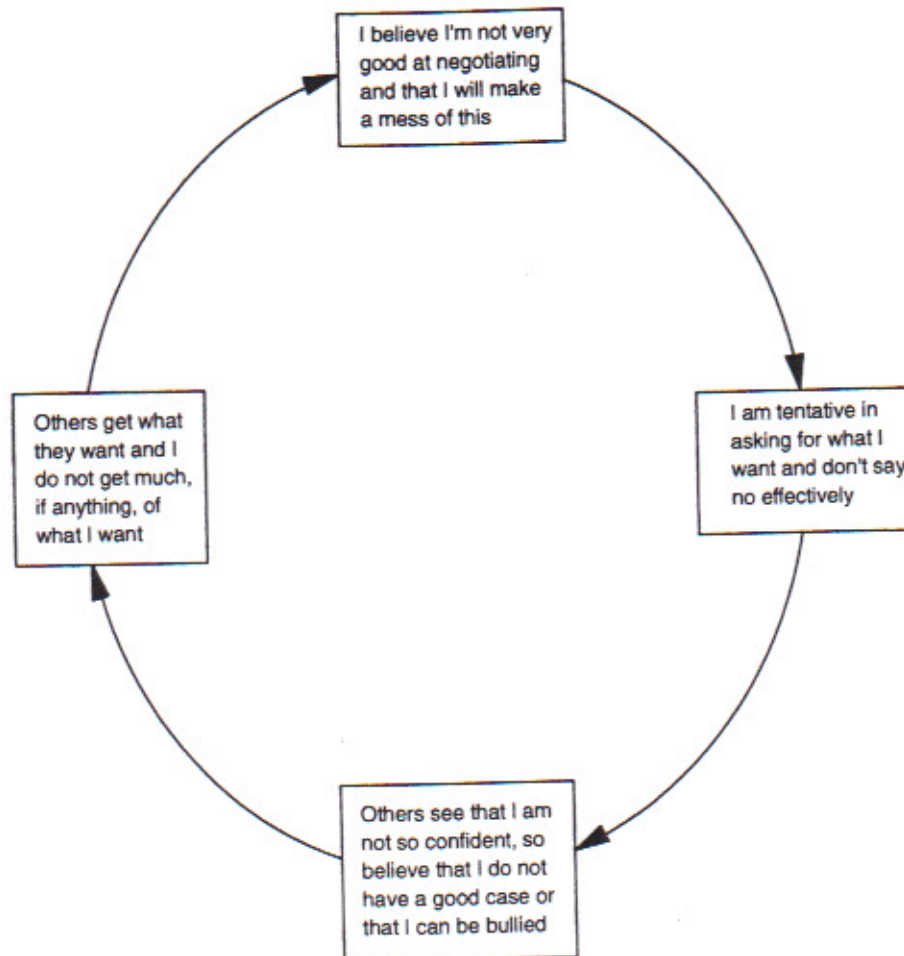 I believe I'm not very
good at negotiating
and that I will make
a mess of this
I am tentative in
asking for what I
want and don't say
no effectively
Others see that I am
not so confident, so
believe that I do not
have a good case or
that I can be bullied
Others get what
they want and I
do not get much,
if anything, of
what I want